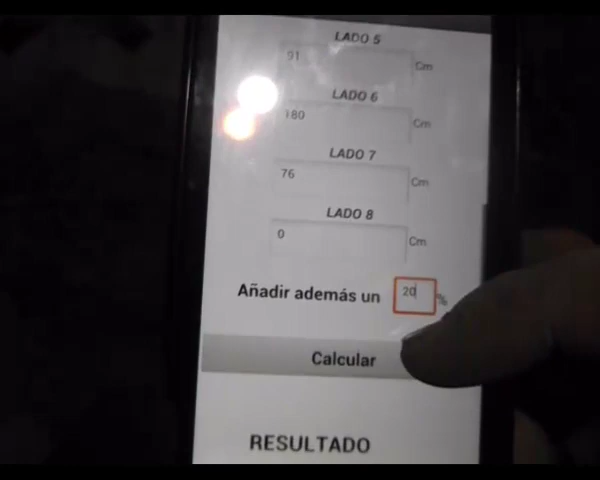 LADO 5
91 Cm
LADO 6
180 Cm
LADO 7
76 Cm
LADO 8
0 Cm
Añadir además un 20 %
Calcular
RESULTADO